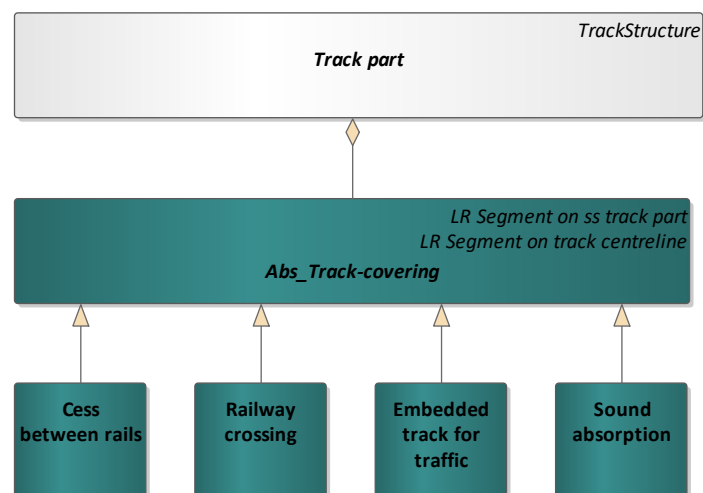 TrackStructure
Track part
LR Segment on ss track part
LR Segment on track centreline
Abs_Track-covering
Cess
between rails
Railway
crossing
Embedded
track for
traffic
Sound
absorption